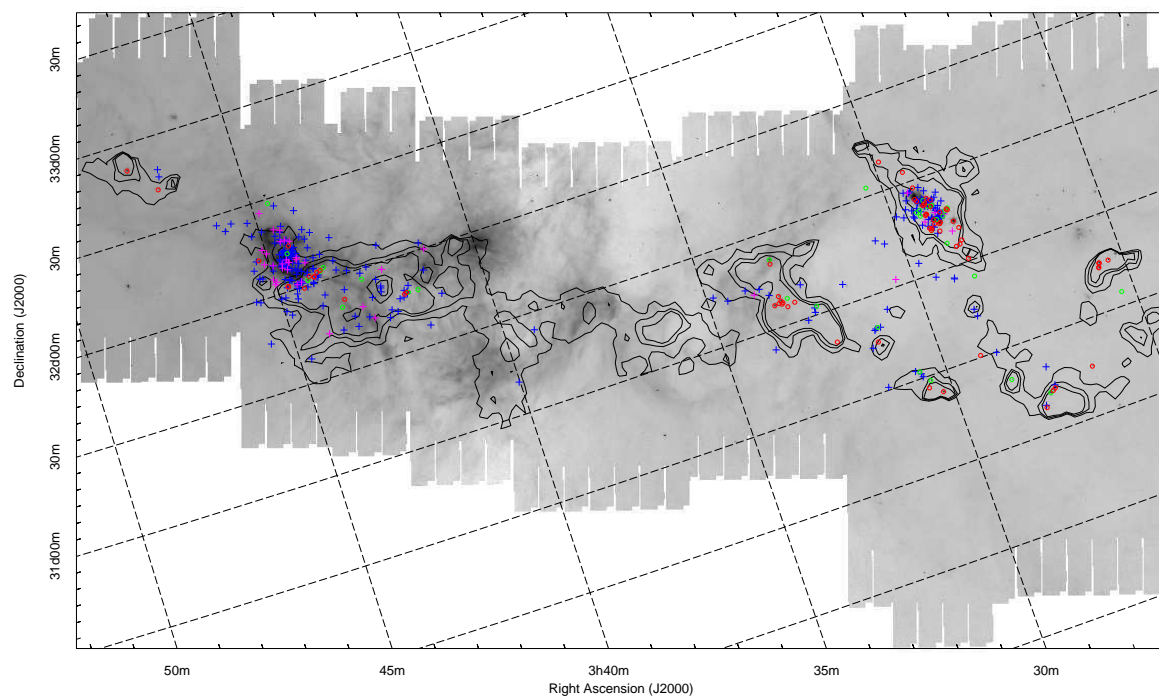 30m
33d00m
30m
32d00m
30m
31d00m
Declination (J2000)
50m
45m
3h40m
35m
30m
Right Ascension (J2000)